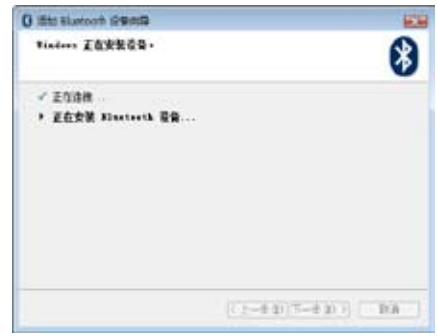 添加 Bluetooth 设备向导
Windows 正在安装设备。
正在连接...
正在安装 Bluetooth 设备...
< 上一步(B) 下一步(N) > 取消